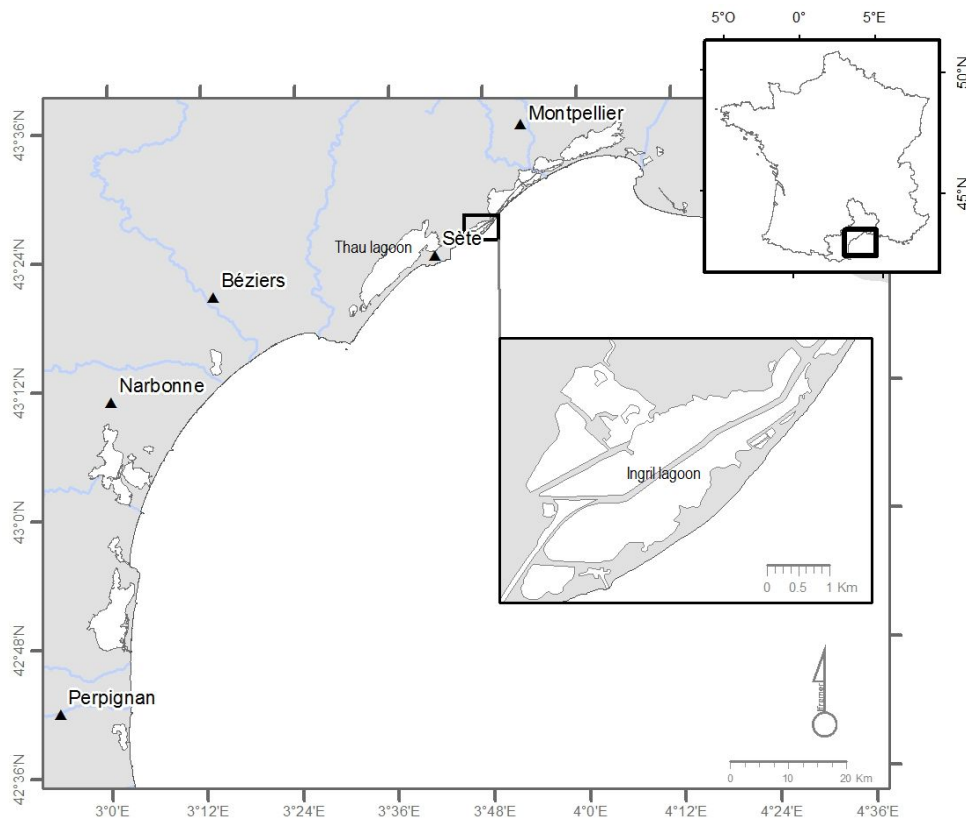 5°O 0° 5°E
50°N
45°N
43°36'N
43°24'N
43°12'N
43°0'N
42°48'N
42°36'N
Montpellier
Sète
Thau lagoon
Béziers
Narbonne
Perpignan
Ingril lagoon
0 0.5 1 Km
Ifremer
0 10 20 Km
3°0'E 3°12'E 3°24'E 3°36'E 3°48'E 4°0'E 4°12'E 4°24'E 4°36'E